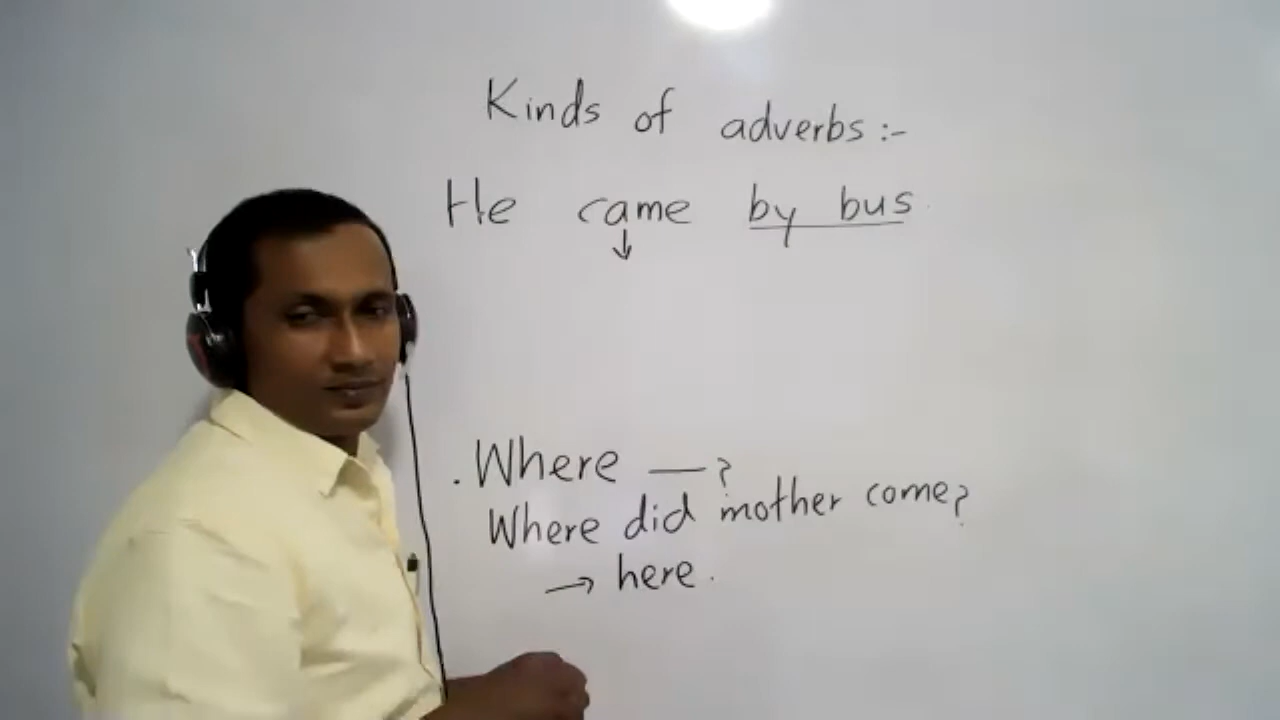 Kinds of adverbs :-
He came by bus.
↓
. Where — ?
Where did mother come?
→ here.